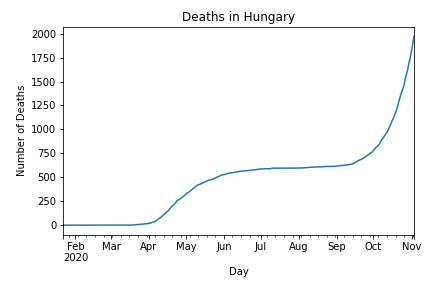 Deaths in Hungary
2000
1750
1500
1250
1000
750
500
250
0
Number of Deaths
Feb Mar Apr May Jun Jul Aug Sep Oct Nov
2020
Day